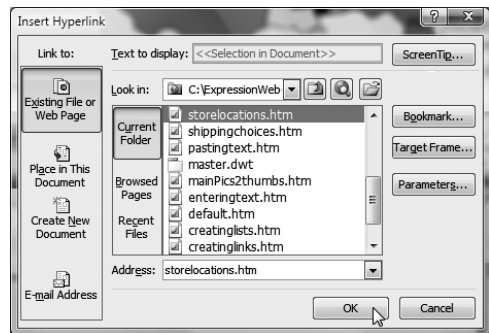 Insert Hyperlink
Link to:
Text to display: <<Selection in Document>>
ScreenTip...
Existing File or
Web Page
Look in:
C:\ExpressionWeb
Current
Folder
storelocations.htm
shippingchoices.htm
pastingtext.htm
master.dwt
mainPics2thumbs.htm
enteringtext.htm
default.htm
creatinglists.htm
creatinglinks.htm
Bookmark...
Target Frame...
Parameters...
Place in This
Document
Browsed
Pages
Create New
Document
Recent
Files
E-mail Address
Address: storelocations.htm
OK
Cancel